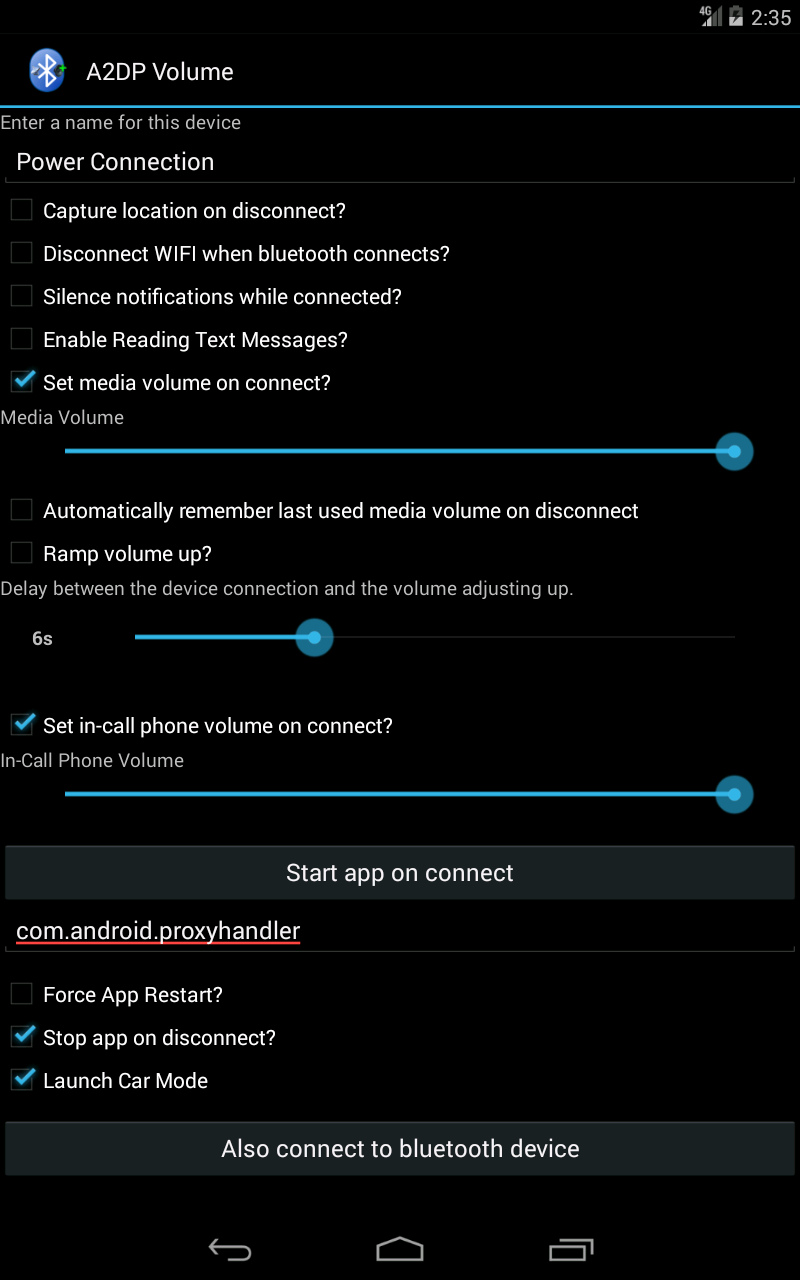 4G 2:35
A2DP Volume
Enter a name for this device
Power Connection
Capture location on disconnect?
Disconnect WIFI when bluetooth connects?
Silence notifications while connected?
Enable Reading Text Messages?
Set media volume on connect?
Media Volume
Automatically remember last used media volume on disconnect
Ramp volume up?
Delay between the device connection and the volume adjusting up.
6s
Set in-call phone volume on connect?
In-Call Phone Volume
Start app on connect
com.android.proxyhandler
Force App Restart?
Stop app on disconnect?
Launch Car Mode
Also connect to bluetooth device